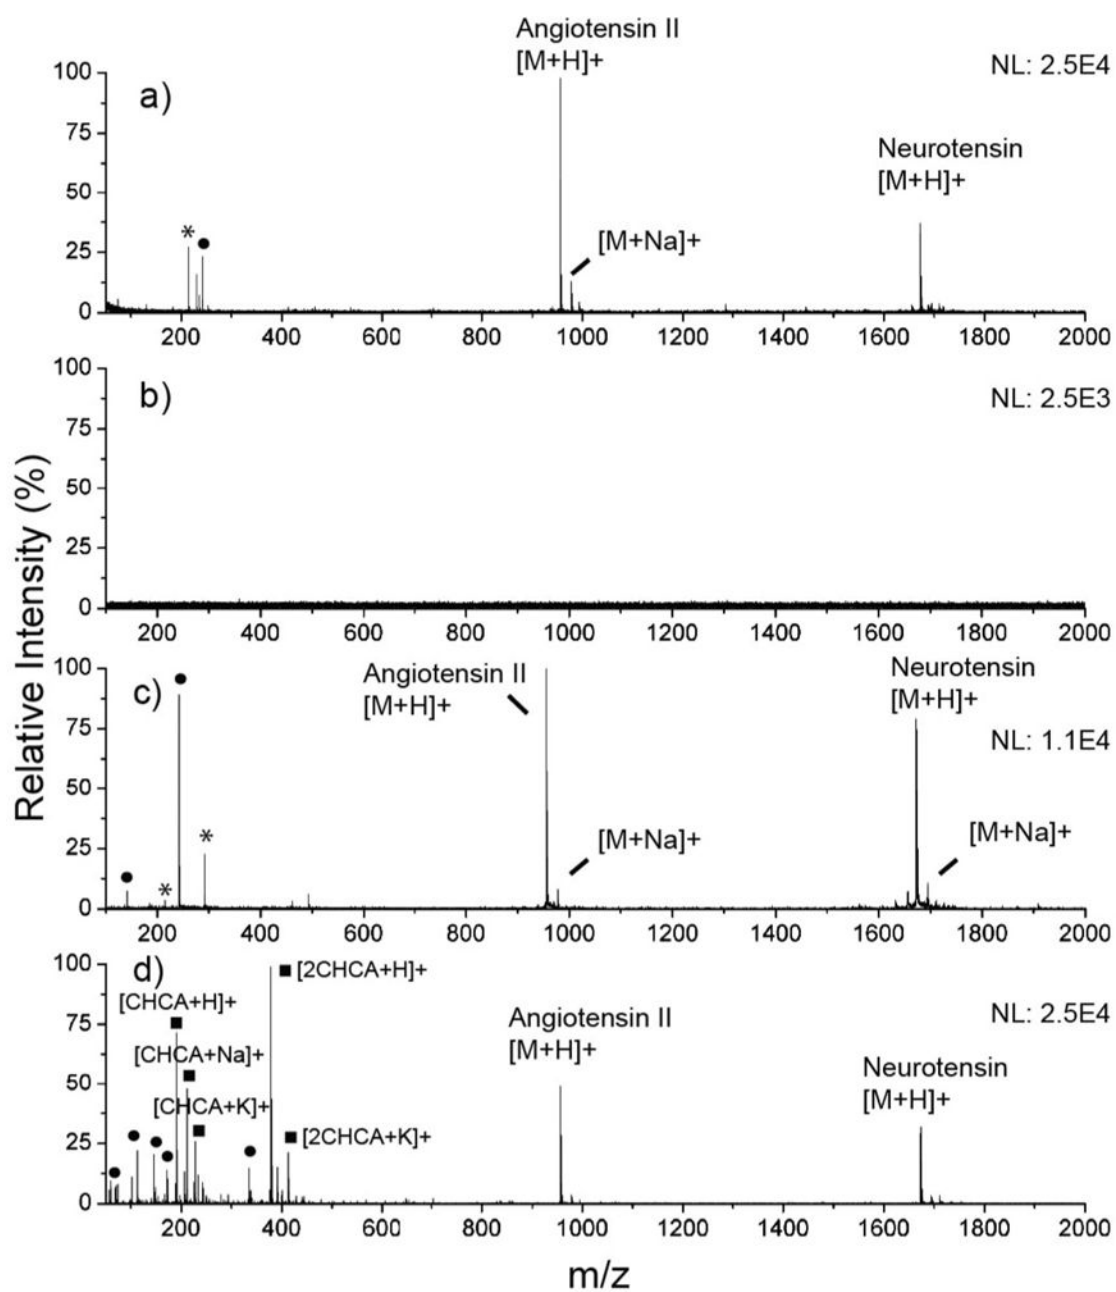 Angiotensin II
[M+H]+
NL: 2.5E4
100
a)
75
Neurotensin
[M+H]+
50
*
[M+Na]+
25
0
200 400 600 800 1000 1200 1400 1600 1800 2000
100
b)
NL: 2.5E3
75
50
25
0
200 400 600 800 1000 1200 1400 1600 1800 2000
Relative Intensity (%)
100
c)
Angiotensin II
[M+H]+
Neurotensin
[M+H]+
75
NL: 1.1E4
50
*
[M+Na]+
[M+Na]+
25
*
0
200 400 600 800 1000 1200 1400 1600 1800 2000
100
d)
[2CHCA+H]+
[CHCA+H]+
Angiotensin II
[M+H]+
NL: 2.5E4
75
[CHCA+Na]+
Neurotensin
[M+H]+
50
[CHCA+K]+
[2CHCA+K]+
25
0
200 400 600 800 1000 1200 1400 1600 1800 2000
m/z